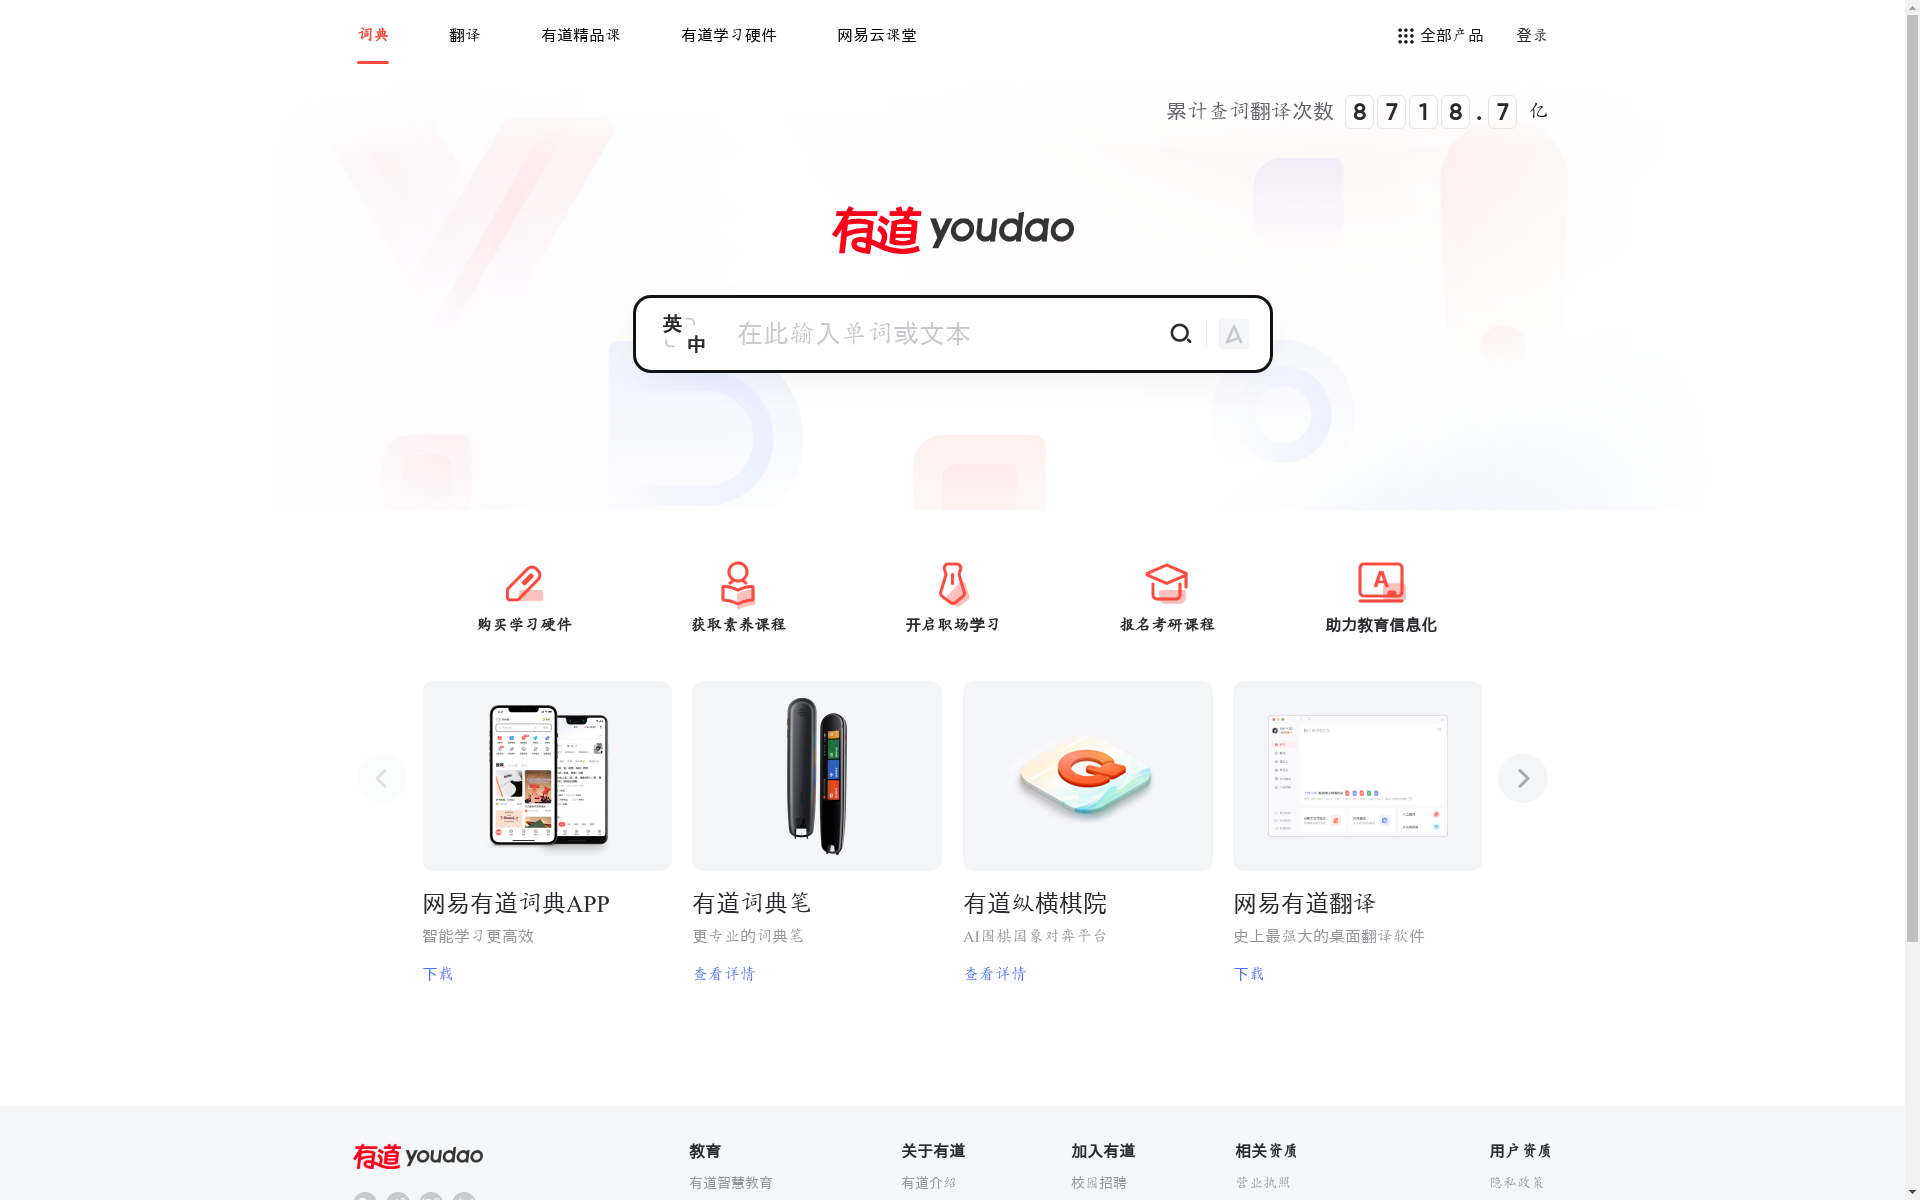 词典 翻译 有道精品课 有道学习硬件 网易云课堂 全部产品 登录
累计查词翻译次数 8718.7 亿
有道 youdao
英中 在此输入单词或文本
购买学习硬件 获取素养课程 开启职场学习 报名考研课程 助力教育信息化
网易有道词典APP 有道词典笔 有道纵横棋院 网易有道翻译
智能学习更高效 更专业的词典笔 AI围棋国象对弈平台 史上最强大的桌面翻译软件
下载 查看详情 查看详情 下载
有道 youdao 教育 关于有道 加入有道 相关资质 用户资质
有道智慧教育 有道介绍 校园招聘 营业执照 隐私政策